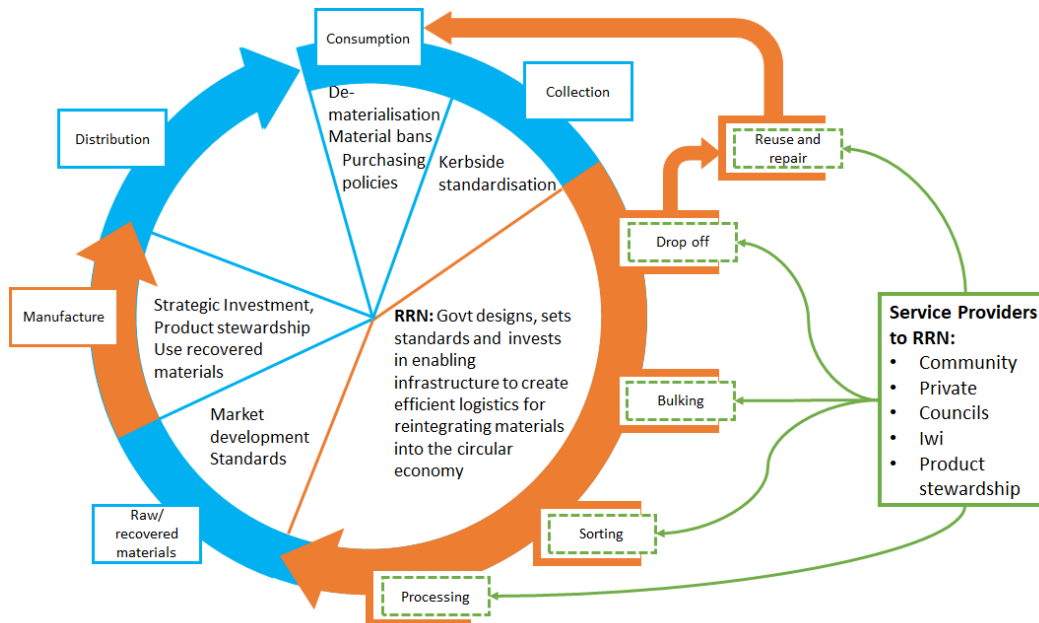 Consumption
Collection
Distribution
De-
materialisation
Material bans
Purchasing
policies
Kerbside
standardisation
Reuse and
repair
Drop off
Manufacture
Strategic Investment,
Product stewardship
Use recovered
materials
RRN: Govt designs, sets
standards and invests
in enabling
infrastructure to create
efficient logistics for
reintegrating materials
into the circular
economy
Service Providers
to RRN:
• Community
• Private
• Councils
• Iwi
• Product
stewardship
Bulking
Market
development
Standards
Raw/
recovered
materials
Sorting
Processing